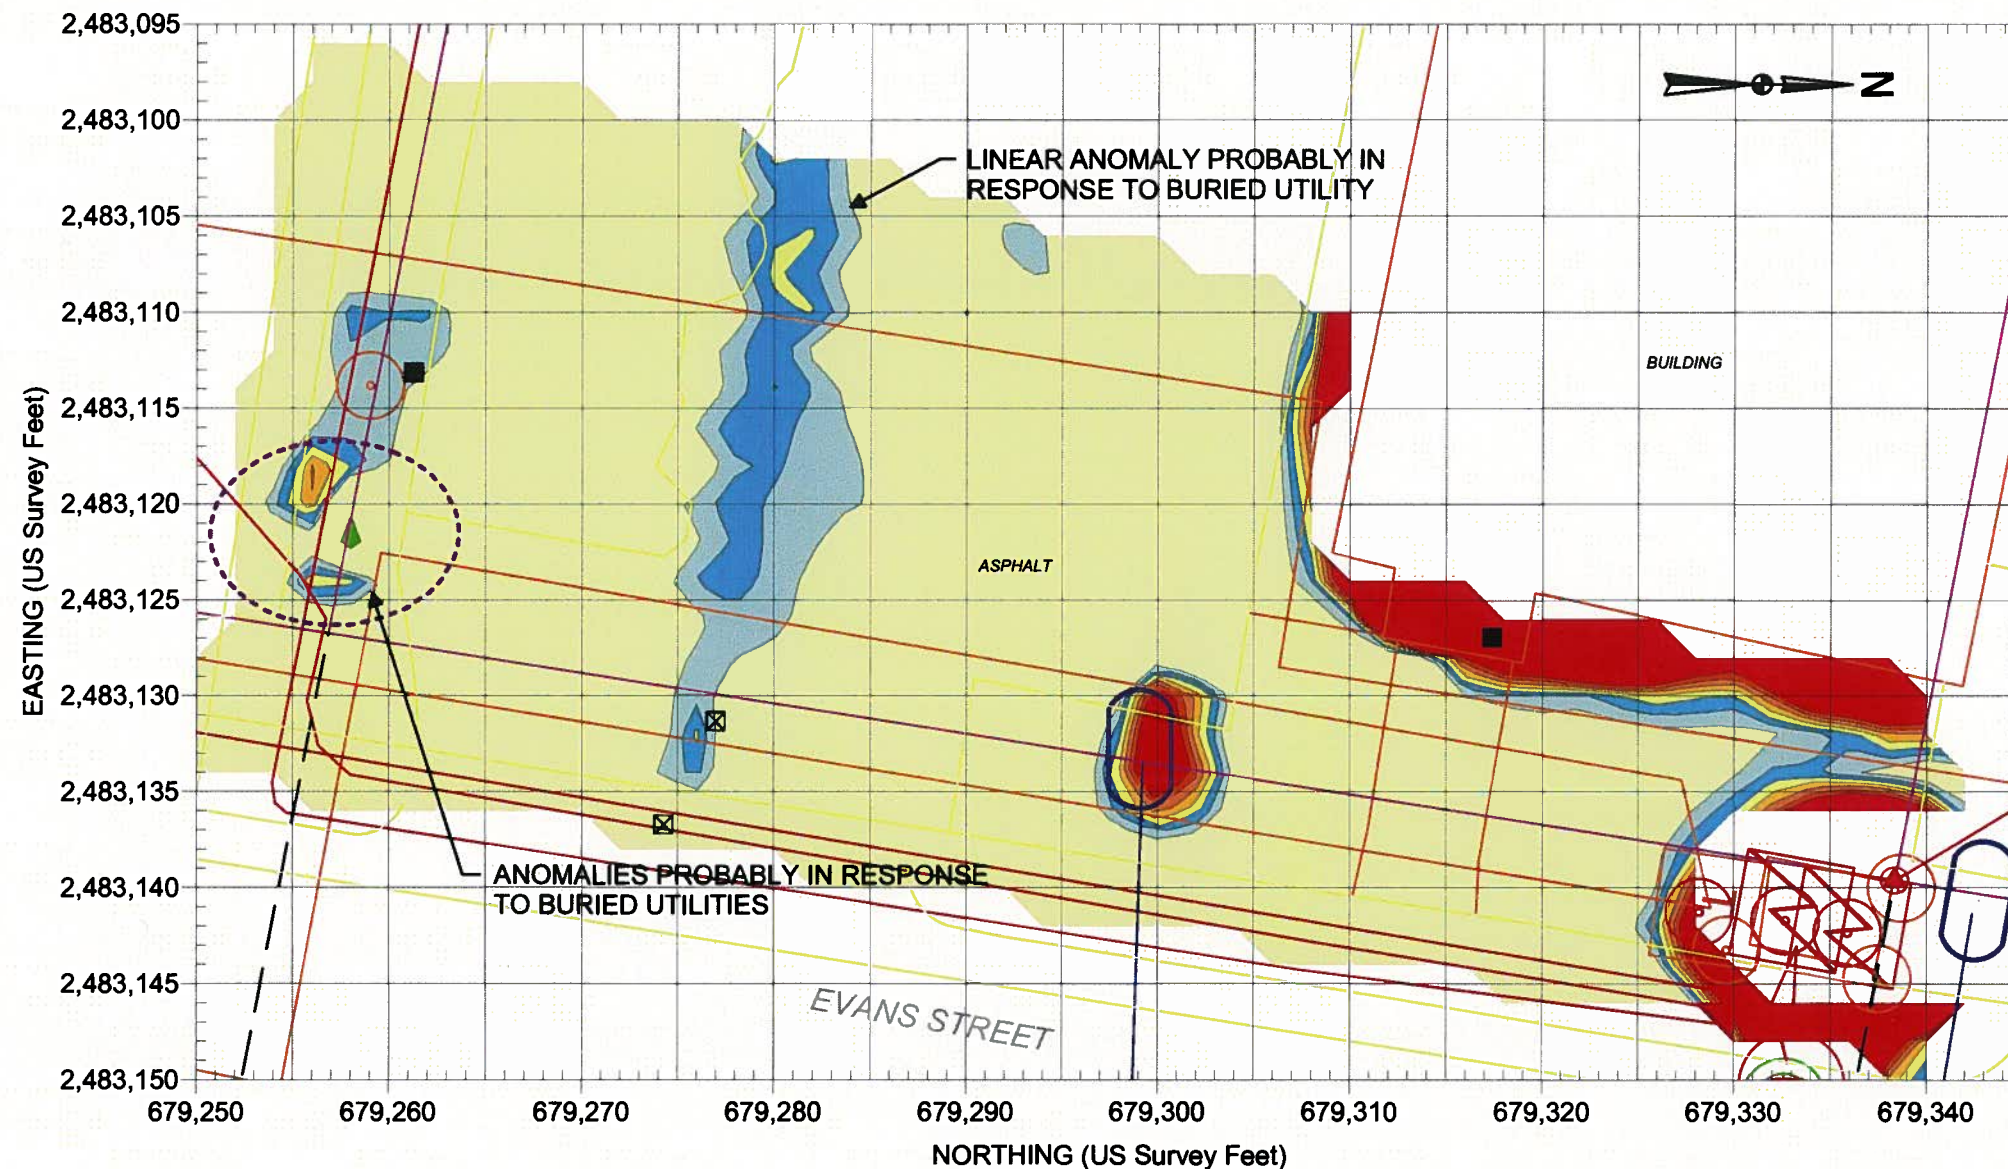 2,483,095
2,483,100
2,483,105
2,483,110
2,483,115
2,483,120
2,483,125
2,483,130
2,483,135
2,483,140
2,483,145
2,483,150
EASTING (US Survey Feet)
N
LINEAR ANOMALY PROBABLY IN
RESPONSE TO BURIED UTILITY
BUILDING
ASPHALT
ANOMALIES PROBABLY IN RESPONSE
TO BURIED UTILITIES
EVANS STREET
679,250
679,260
679,270
679,280
679,290
679,300
679,310
679,320
679,330
679,340
NORTHING (US Survey Feet)